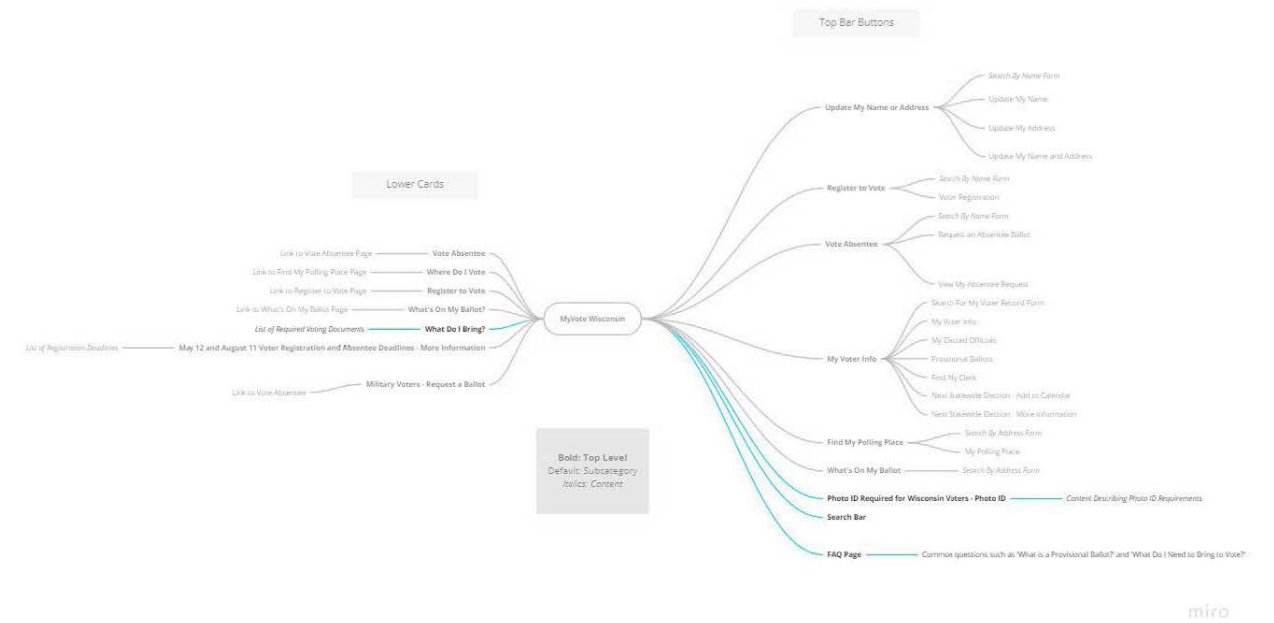 Top Bar Buttons
Search By Name Form
Update My Name
Update My Name or Address
Update My Address
Update My Name and Address
Lower Cards
Search By Name Form
Register to Vote
Voter Registration
Search By Name Form
Request an Absentee Ballot
Vote Absentee
View My Absentee Request
Link to Vote Absentee Page
Vote Absentee
Link to Find My Polling Place Page
Where Do I Vote
Link to Register to Vote Page
Register to Vote
Link to What's On My Ballot Page
What's On My Ballot?
List of Required Voting Documents
What Do I Bring?
List of Registration Deadlines
May 12 and August 11 Voter Registration and Absentee Deadlines - More Information
Link to Vote Absentee
Military Voters - Request a Ballot
MyVote Wisconsin
Search For My Voter Record Form
My Voter Info
My Elected Officials
My Voter Info
Provisional Ballots
Find My Clerk
Next Statewide Election - Add to Calendar
Next Statewide Election - More Information
Search By Address Form
Find My Polling Place
My Polling Place
What's On My Ballot
Search By Address Form
Photo ID Required for Wisconsin Voters - Photo ID
Content Describing Photo ID Requirements
Search Bar
FAQ Page
Common questions such as 'What is a Provisional Ballot?' and 'What Do I Need to Bring to Vote?'
Bold: Top Level
Default: Subcategory
Italics: Content
miro